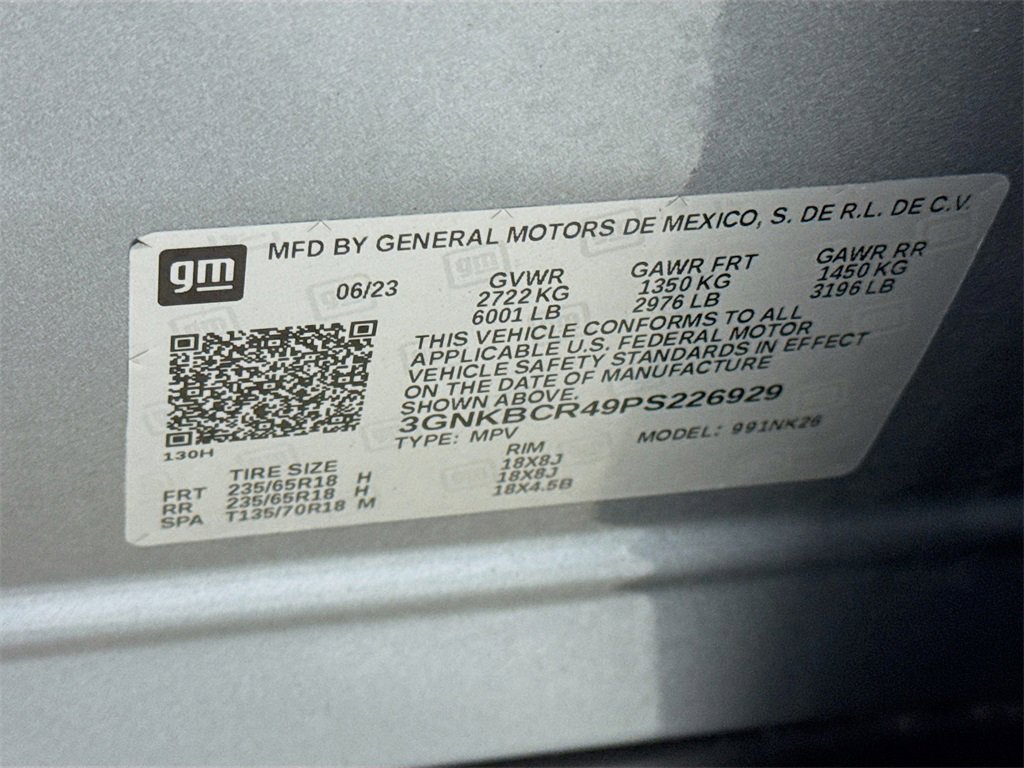 gm
MFD BY GENERAL MOTORS DE MEXICO, S. DE R.L. DE C.V.
06/23
GVWR
2722 KG
6001 LB
GAWR FRT
1350 KG
2976 LB
GAWR RR
1450 KG
3196 LB
THIS VEHICLE CONFORMS TO ALL
APPLICABLE U.S. FEDERAL MOTOR
VEHICLE SAFETY STANDARDS IN EFFECT
ON THE DATE OF MANUFACTURE
SHOWN ABOVE.
3GNKBCR49PS226929
TYPE: MPV MODEL: 991NK26
130H
TIRE SIZE RIM
FRT 235/65R18 H 18X8J
RR 235/65R18 H 18X8J
SPA T135/70R18 M 18X4.5B